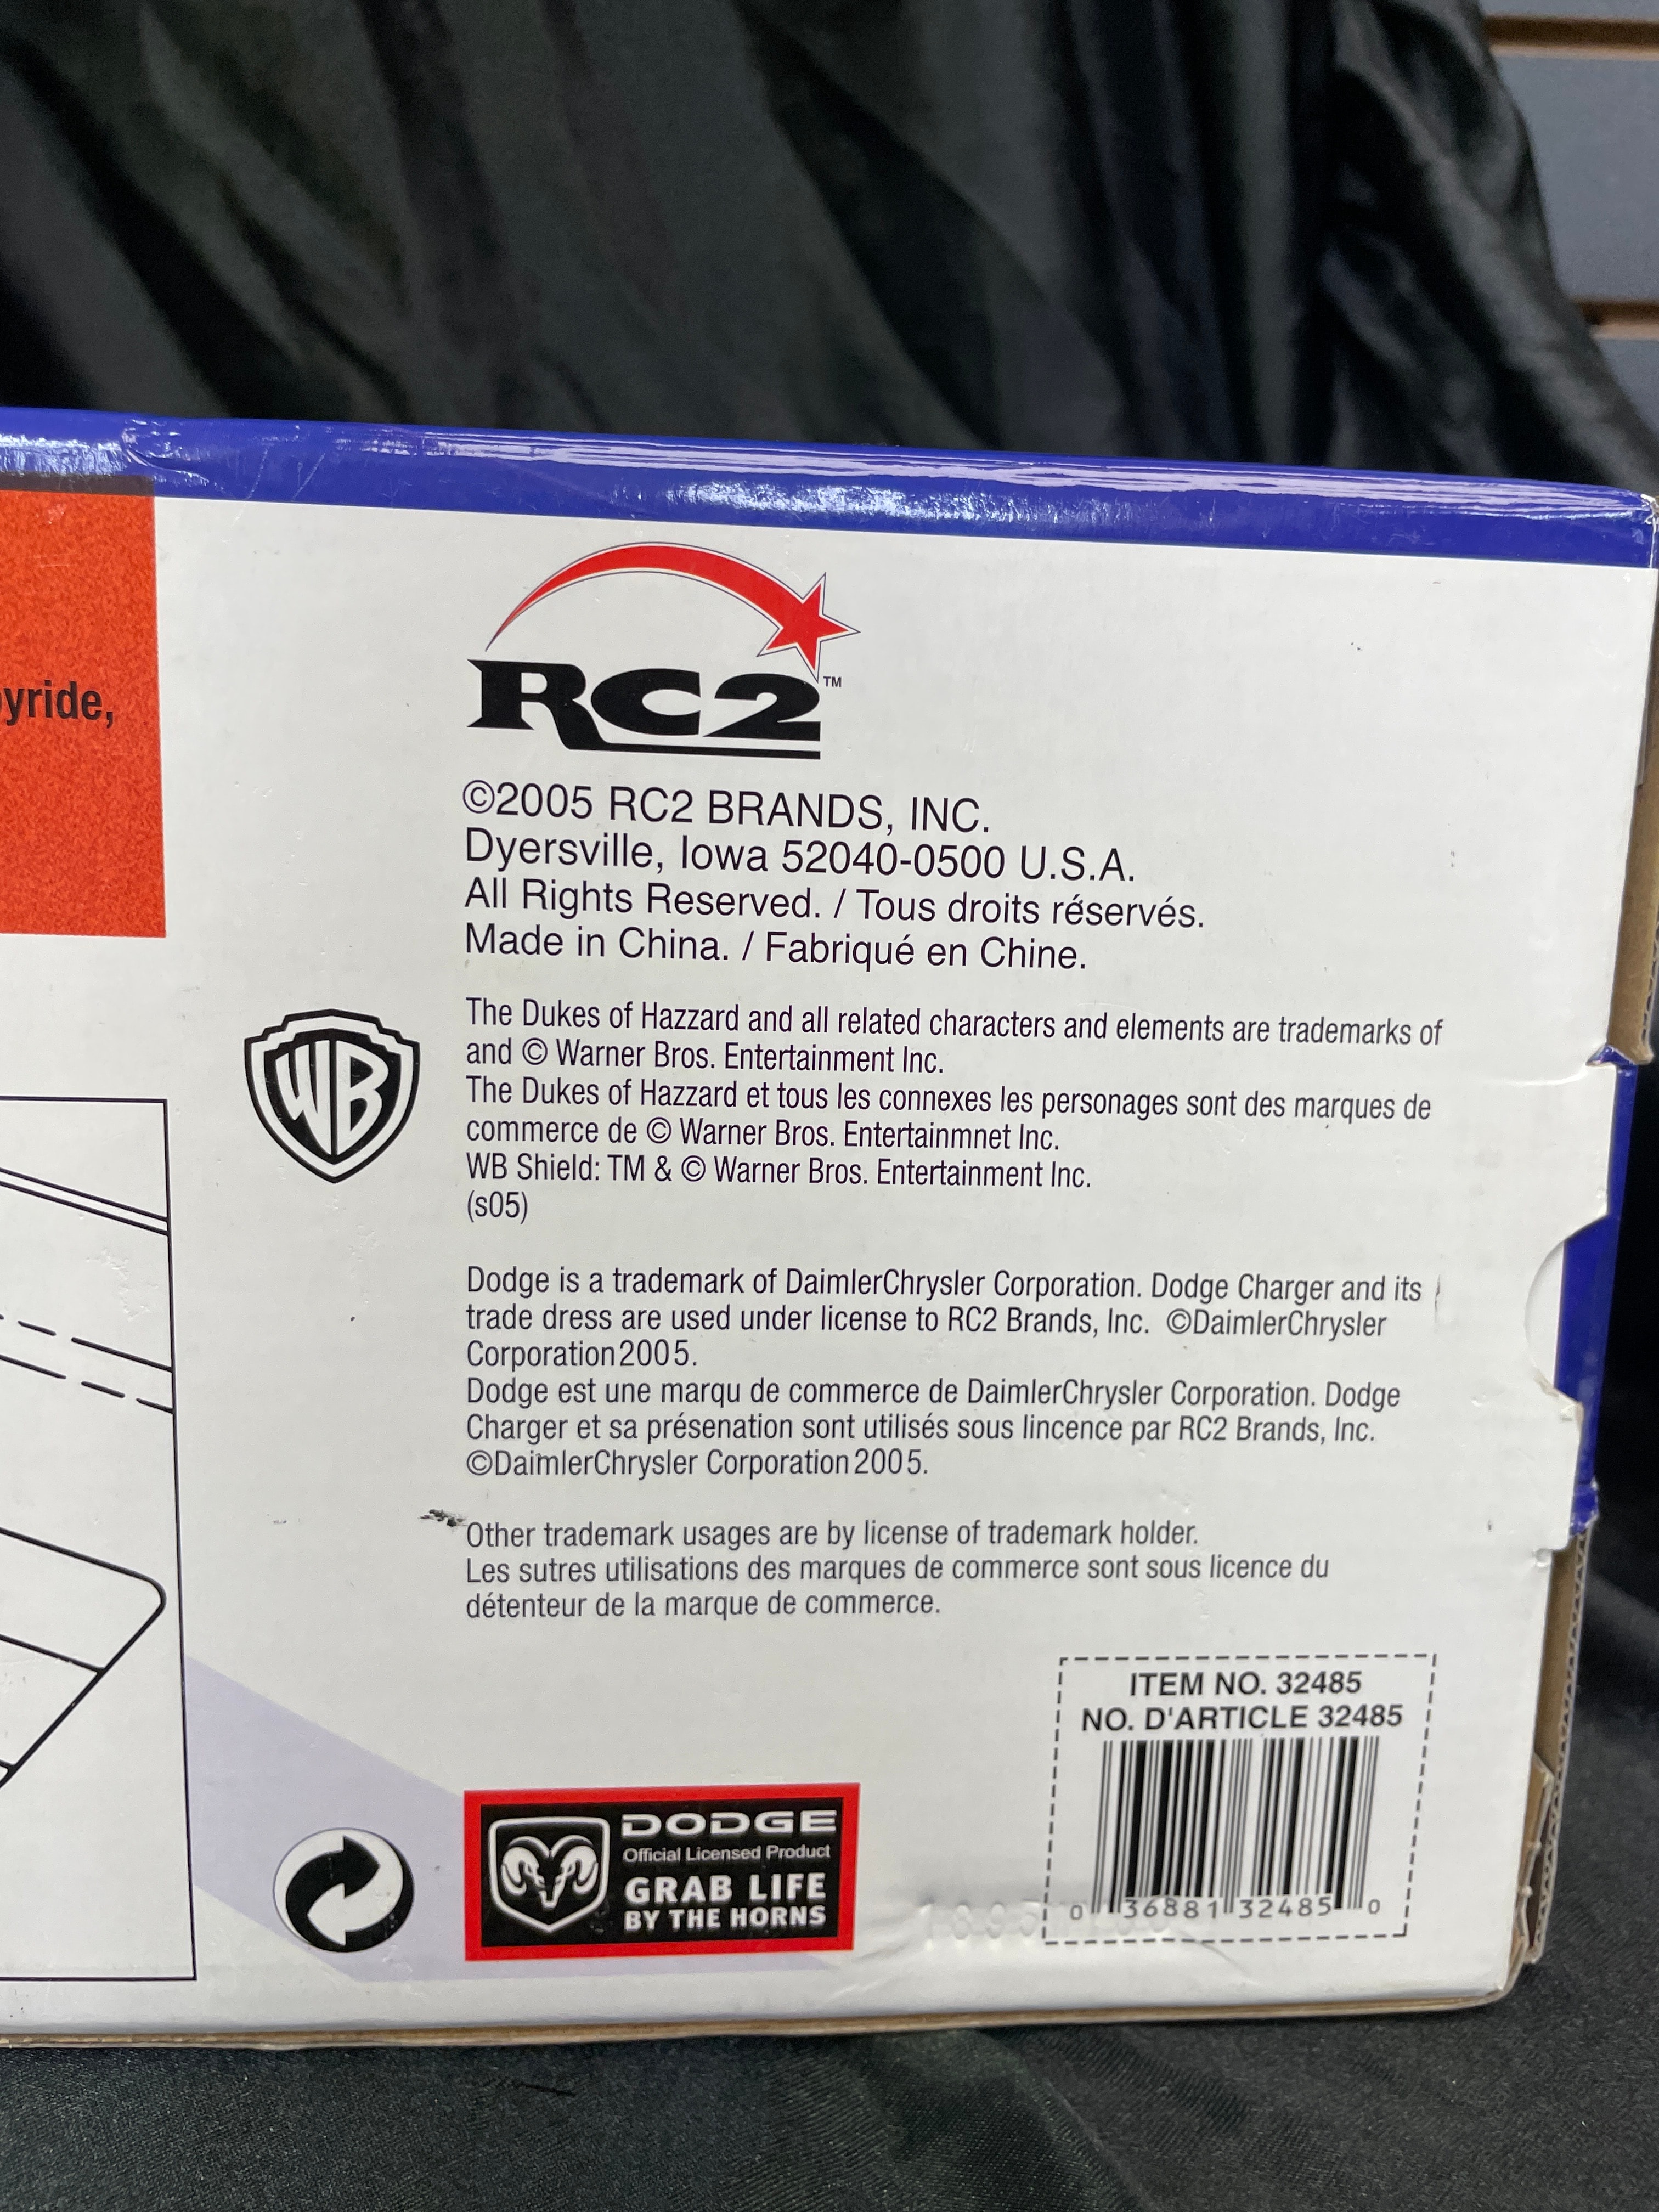 yride,
RC2™
©2005 RC2 BRANDS, INC.
Dyersville, Iowa 52040-0500 U.S.A.
All Rights Reserved. / Tous droits réservés.
Made in China. / Fabriqué en Chine.
WB
The Dukes of Hazzard and all related characters and elements are trademarks of
and © Warner Bros. Entertainment Inc.
The Dukes of Hazzard et tous les connexes les personages sont des marques de
commerce de © Warner Bros. Entertainmnet Inc.
WB Shield: TM & © Warner Bros. Entertainment Inc.
(s05)
Dodge is a trademark of DaimlerChrysler Corporation. Dodge Charger and its
trade dress are used under license to RC2 Brands, Inc. ©DaimlerChrysler
Corporation 2005.
Dodge est une marqu de commerce de DaimlerChrysler Corporation. Dodge
Charger et sa présenation sont utilisés sous lincence par RC2 Brands, Inc.
©DaimlerChrysler Corporation 2005.
Other trademark usages are by license of trademark holder.
Les sutres utilisations des marques de commerce sont sous licence du
détenteur de la marque de commerce.
ITEM NO. 32485
NO. D'ARTICLE 32485
0 36881 32485 0
DODGE
Official Licensed Product
GRAB LIFE
BY THE HORNS